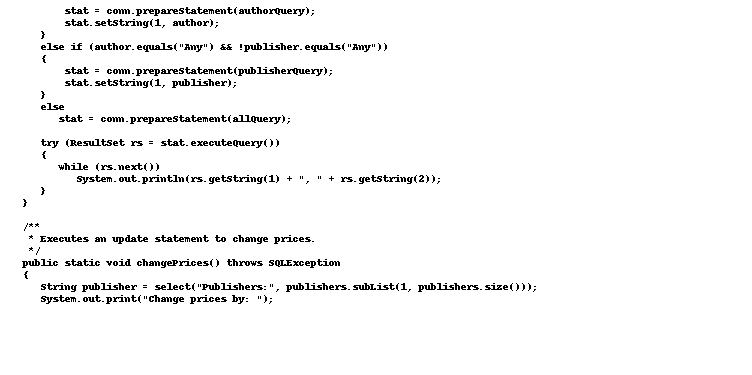 stat = conn.prepareStatement(authorQuery);
stat.setString(1, author);
}
else if (author.equals("Any") && !publisher.equals("Any"))
{
stat = conn.prepareStatement(publisherQuery);
stat.setString(1, publisher);
}
else
stat = conn.prepareStatement(allQuery);
try (ResultSet rs = stat.executeQuery())
{
while (rs.next())
System.out.println(rs.getString(1) + ", " + rs.getString(2));
}
}
/**
* Executes an update statement to change prices.
*/
public static void changePrices() throws SQLException
{
String publisher = select("Publishers:", publishers.subList(1, publishers.size()));
System.out.print("Change prices by: ");